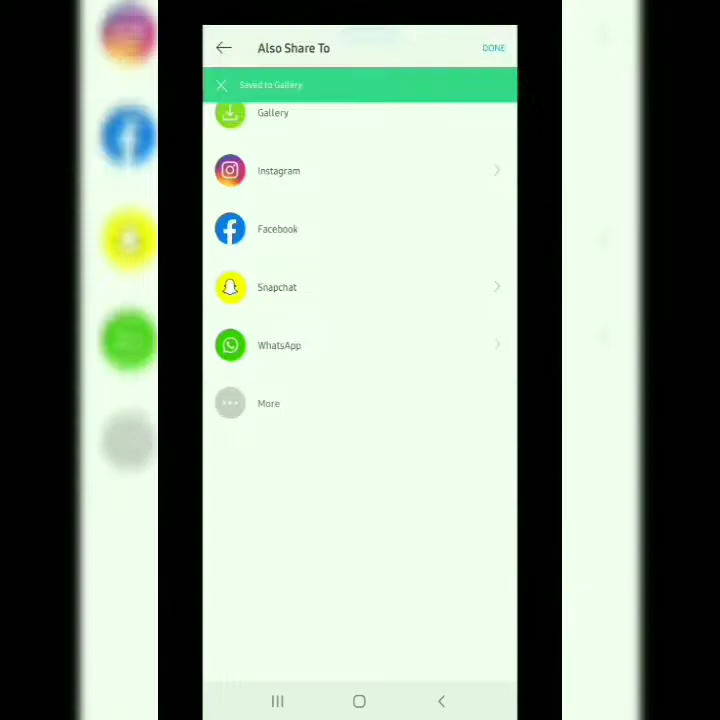 Also Share To
DONE
Saved to Gallery.
Gallery
Instagram
Facebook
Snapchat
WhatsApp
More